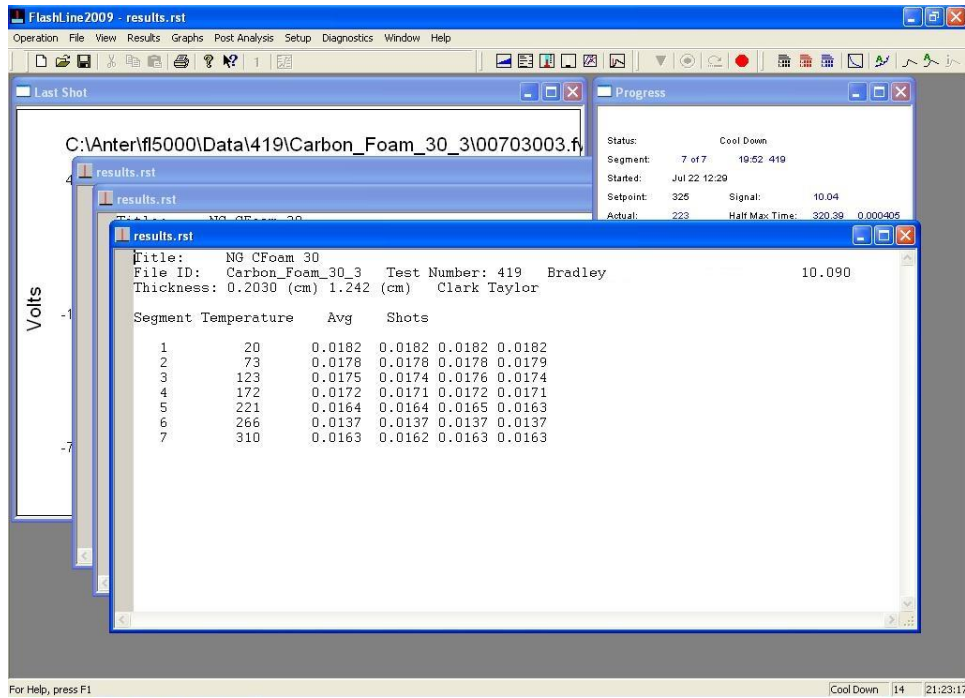 FlashLine2009 - results.rst
Operation File View Results Graphs Post Analysis Setup Diagnostics Window Help
Last Shot
C:\Anter\fl5000\Data\419\Carbon_Foam_30_3\00703003.f
Volts
4
-1
-7
Progress
Status: Cool Down
Segment: 7 of 7 19:52 419
Started: Jul 22 12:29
Setpoint: 325 Signal: 10.04
Actual: 223 Half Max Time: 320.39 0.000405
results.rst
results.rst
Title: NG CFoam 30
results.rst
Title: NG CFoam 30
File ID: Carbon_Foam_30_3 Test Number: 419 Bradley 10.090
Thickness: 0.2030 (cm) 1.242 (cm) Clark Taylor
Segment Temperature Avg Shots
1 20 0.0182 0.0182 0.0182 0.0182
2 73 0.0178 0.0178 0.0178 0.0179
3 123 0.0175 0.0174 0.0176 0.0174
4 172 0.0172 0.0171 0.0172 0.0171
5 221 0.0164 0.0164 0.0165 0.0163
6 266 0.0137 0.0137 0.0137 0.0137
7 310 0.0163 0.0162 0.0163 0.0163
For Help, press F1
Cool Down 14 21:23:17